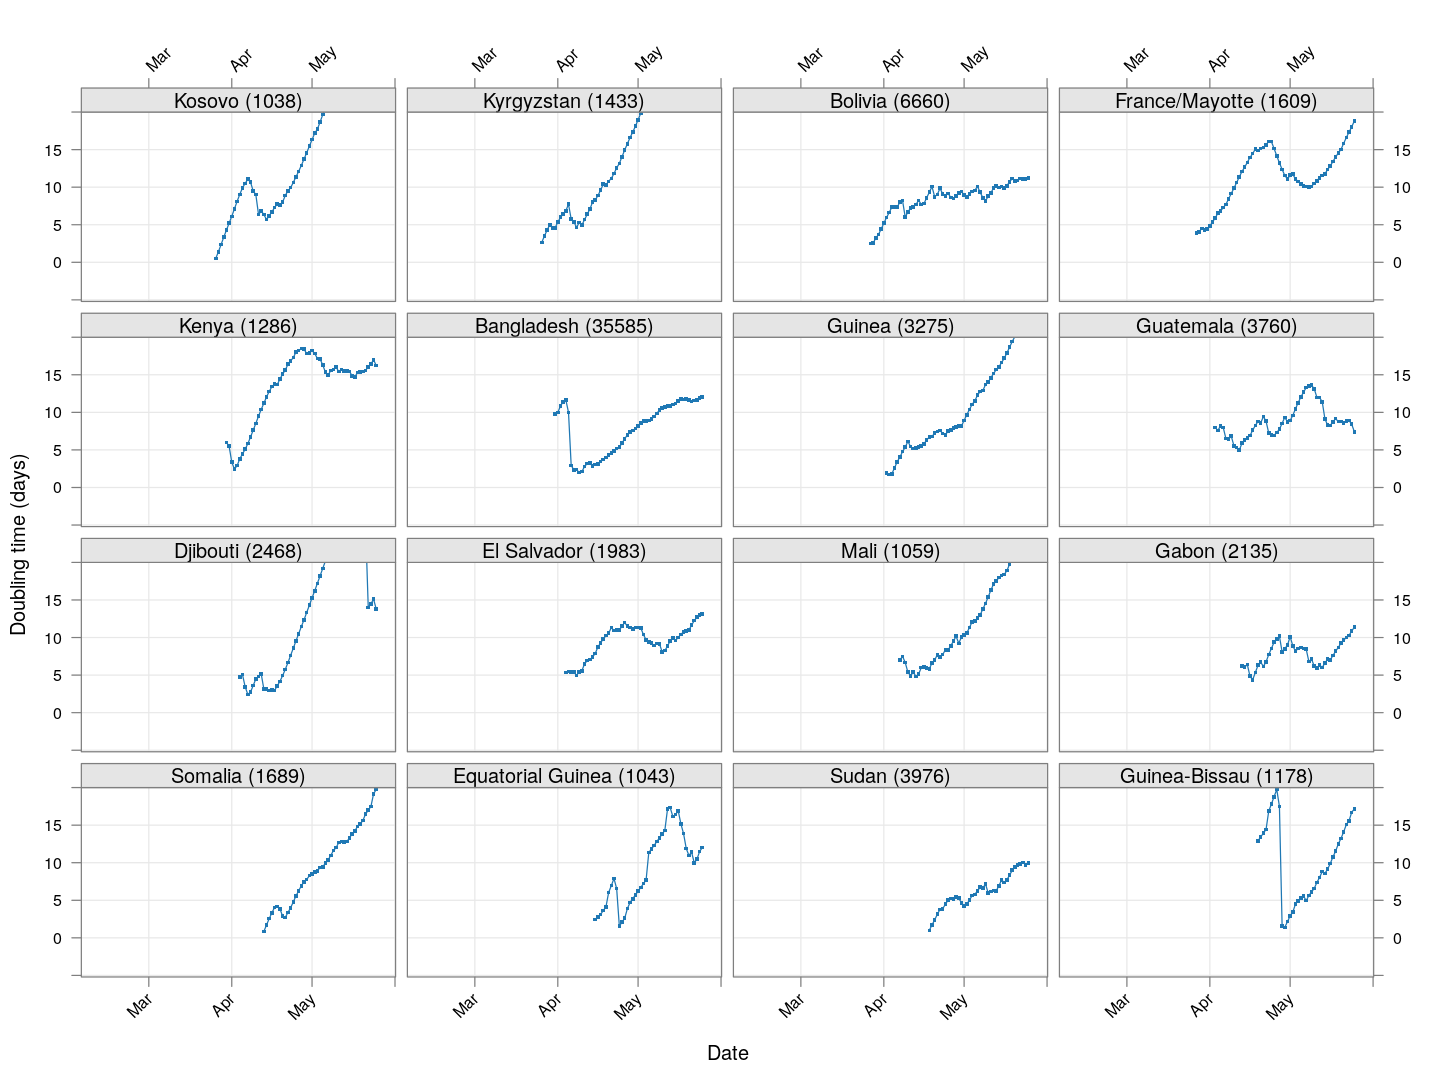 Mar Apr May Mar Apr May Mar Apr May Mar Apr May
Kosovo (1038) Kyrgyzstan (1433) Bolivia (6660) France/Mayotte (1609)
15 15
10 10
5 5
0 0
Kenya (1286) Bangladesh (35585) Guinea (3275) Guatemala (3760)
15 15
10 10
5 5
0 0
Doubling time (days)
Djibouti (2468) El Salvador (1983) Mali (1059) Gabon (2135)
15 15
10 10
5 5
0 0
Somalia (1689) Equatorial Guinea (1043) Sudan (3976) Guinea-Bissau (1178)
15 15
10 10
5 5
0 0
Mar Apr May Mar Apr May Mar Apr May Mar Apr May
Date